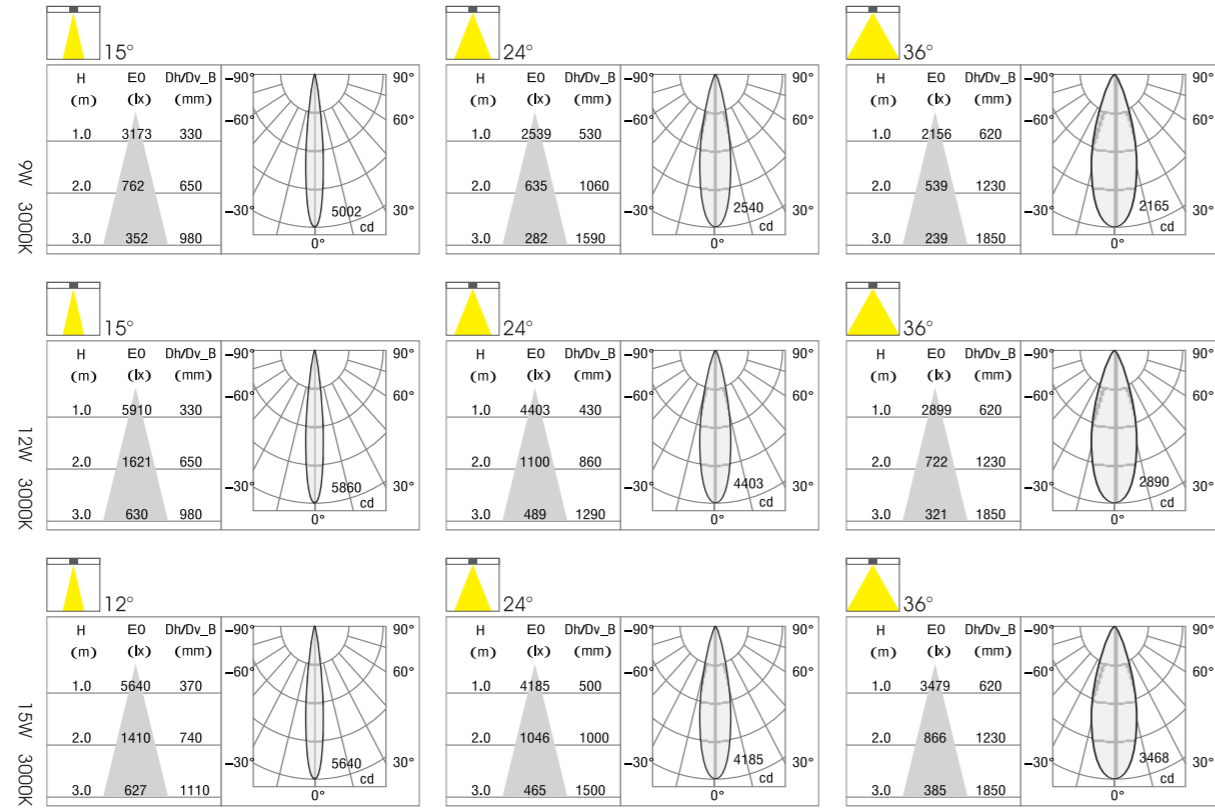 15°
H E0 Dh/Dv_B
(m) (lx) (mm)
1.0 3173 330
2.0 762 650
3.0 352 980
−90° 90°
−60° 60°
−30° 5002 30°
cd
0°
24°
H E0 Dh/Dv_B
(m) (lx) (mm)
1.0 2539 530
2.0 635 1060
3.0 282 1590
−90° 90°
−60° 60°
−30° 2540 30°
cd
0°
36°
H E0 Dh/Dv_B
(m) (lx) (mm)
1.0 2156 620
2.0 539 1230
3.0 239 1850
−90° 90°
−60° 60°
−30° 2165 30°
cd
0°
9W 3000K
15°
H E0 Dh/Dv_B
(m) (lx) (mm)
1.0 5910 330
2.0 1621 650
3.0 630 980
−90° 90°
−60° 60°
−30° 5860 30°
cd
0°
24°
H E0 Dh/Dv_B
(m) (lx) (mm)
1.0 4403 430
2.0 1100 860
3.0 489 1290
−90° 90°
−60° 60°
−30° 4403 30°
cd
0°
36°
H E0 Dh/Dv_B
(m) (lx) (mm)
1.0 2899 620
2.0 722 1230
3.0 321 1850
−90° 90°
−60° 60°
−30° 2890 30°
cd
0°
12W 3000K
12°
H E0 Dh/Dv_B
(m) (lx) (mm)
1.0 5640 370
2.0 1410 740
3.0 627 1110
−90° 90°
−60° 60°
−30° 5640 30°
cd
0°
24°
H E0 Dh/Dv_B
(m) (lx) (mm)
1.0 4185 500
2.0 1046 1000
3.0 465 1500
−90° 90°
−60° 60°
−30° 4185 30°
cd
0°
36°
H E0 Dh/Dv_B
(m) (lx) (mm)
1.0 3479 620
2.0 866 1230
3.0 385 1850
−90° 90°
−60° 60°
−30° 3468 30°
cd
0°
15W 3000K